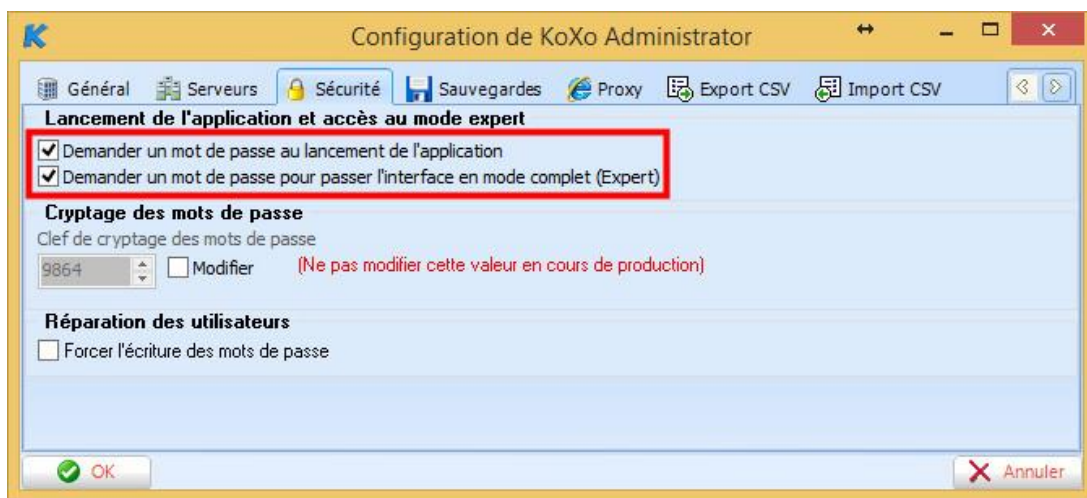 Configuration de KoXo Administrator
Général Serveurs Sécurité Sauvegardes Proxy Export CSV Import CSV
Lancement de l'application et accès au mode expert
Demander un mot de passe au lancement de l'application
Demander un mot de passe pour passer l'interface en mode complet (Expert)
Cryptage des mots de passe
Clef de cryptage des mots de passe
9864 Modifier (Ne pas modifier cette valeur en cours de production)
Réparation des utilisateurs
Forcer l'écriture des mots de passe
OK Annuler